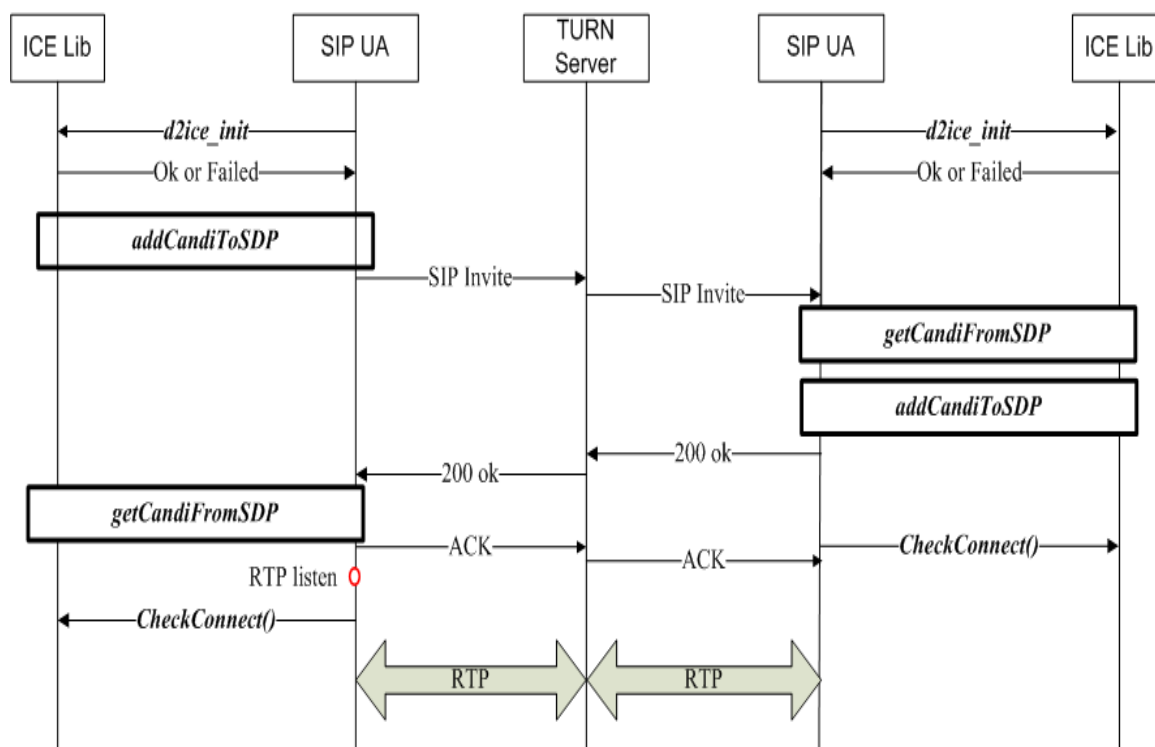 ICE Lib
SIP UA
TURN
Server
SIP UA
ICE Lib
d2ice_init
d2ice_init
Ok or Failed
Ok or Failed
addCandiToSDP
SIP Invite
SIP Invite
getCandiFromSDP
addCandiToSDP
200 ok
200 ok
getCandiFromSDP
ACK
CheckConnect()
ACK
RTP listen
CheckConnect()
RTP
RTP